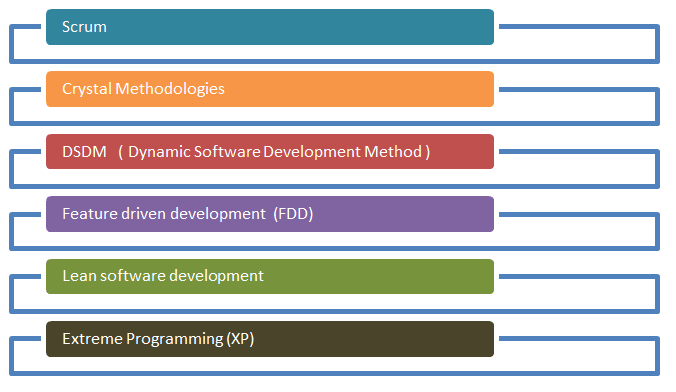 Scrum
Crystal Methodologies
DSDM ( Dynamic Software Development Method )
Feature driven development (FDD)
Lean software development
Extreme Programming (XP)